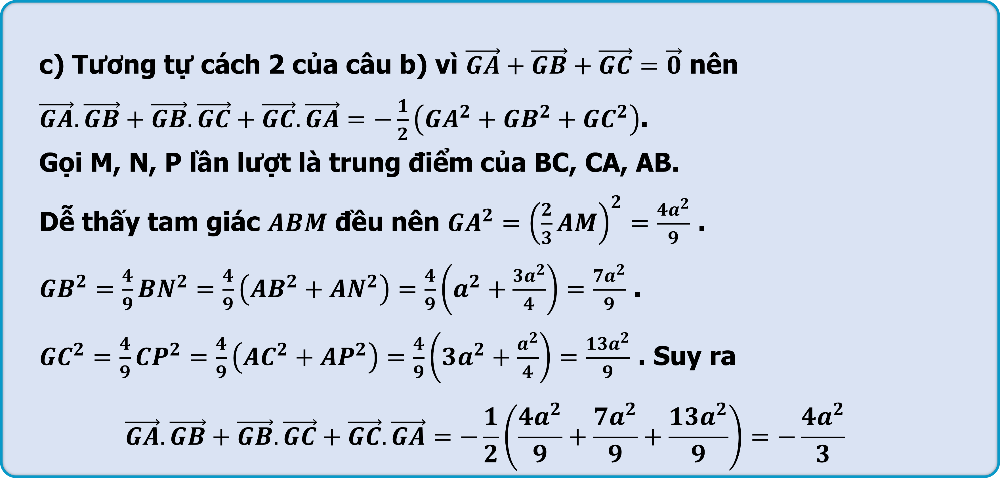 c) Tương tự cách 2 của câu b) vì $\overrightarrow{GA} + \overrightarrow{GB} + \overrightarrow{GC} = \overrightarrow{0}$ nên
$\overrightarrow{GA}.\overrightarrow{GB} + \overrightarrow{GB}.\overrightarrow{GC} + \overrightarrow{GC}.\overrightarrow{GA} = -\frac{1}{2}(GA^2 + GB^2 + GC^2)$.
Gọi M, N, P lần lượt là trung điểm của BC, CA, AB.
Dễ thấy tam giác $ABM$ đều nên $GA^2 = \left(\frac{2}{3}AM\right)^2 = \frac{4a^2}{9}$ .
$GB^2 = \frac{4}{9}BN^2 = \frac{4}{9}(AB^2 + AN^2) = \frac{4}{9}\left(a^2 + \frac{3a^2}{4}\right) = \frac{7a^2}{9}$ .
$GC^2 = \frac{4}{9}CP^2 = \frac{4}{9}(AC^2 + AP^2) = \frac{4}{9}\left(3a^2 + \frac{a^2}{4}\right) = \frac{13a^2}{9}$ . Suy ra
$\overrightarrow{GA}.\overrightarrow{GB} + \overrightarrow{GB}.\overrightarrow{GC} + \overrightarrow{GC}.\overrightarrow{GA} = -\frac{1}{2}\left(\frac{4a^2}{9} + \frac{7a^2}{9} + \frac{13a^2}{9}\right) = -\frac{4a^2}{3}$